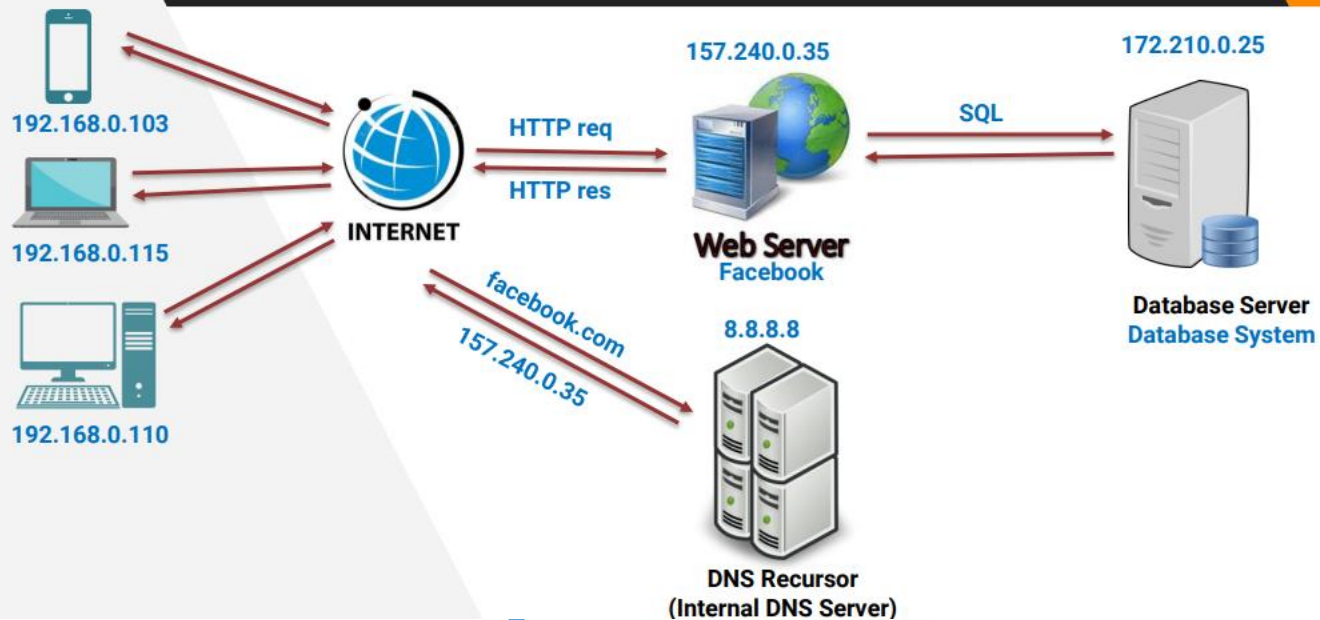 192.168.0.103
192.168.0.115
192.168.0.110
INTERNET
HTTP req
HTTP res
facebook.com
157.240.0.35
157.240.0.35
Web Server
Facebook
8.8.8.8
DNS Recursor
(Internal DNS Server)
SQL
172.210.0.25
Database Server
Database System